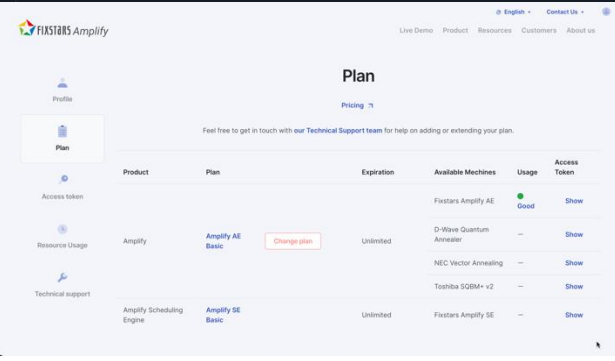 English
Contact Us
FIXSTARS Amplify
Live Demo Product Resources Customers About us
Plan
Pricing
Feel free to get in touch with our Technical Support team for help on adding or extending your plan.
Profile
Plan
Access token
Resource Usage
Technical support
Product Plan Expiration Available Mechines Usage Access Token
Amplify Amplify AE Basic Change plan Unlimited
Fixstars Amplify AE Good Show
D-Wave Quantum Annealer — Show
NEC Vector Annealing — Show
Toshiba SQBM+ v2 — Show
Amplify Scheduling Engine Amplify SE Basic Unlimited Fixstars Amplify SE — Show